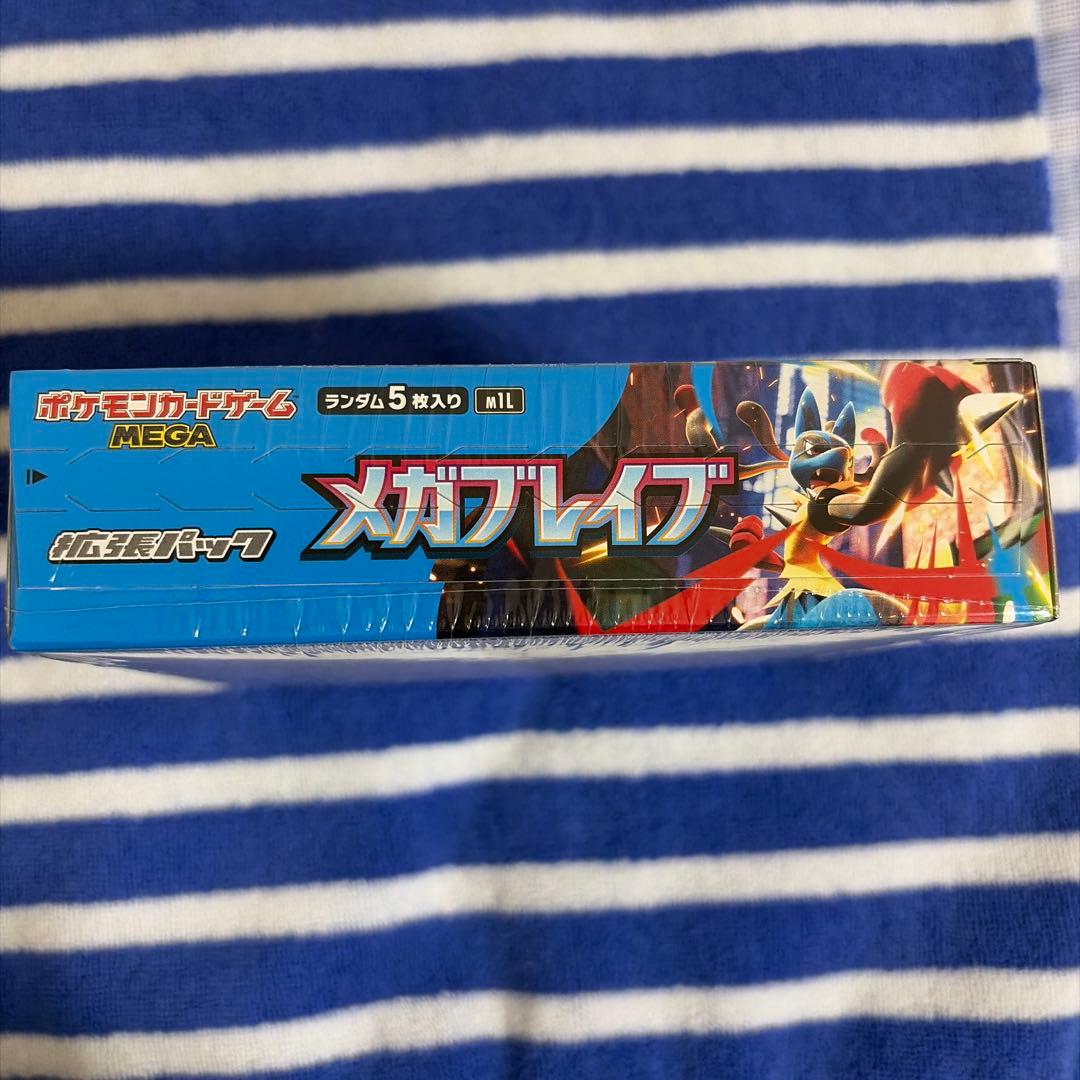 ポケモンカードゲーム
MEGA
ランダム5枚入り M1L
メガブレイブ
拡張パック